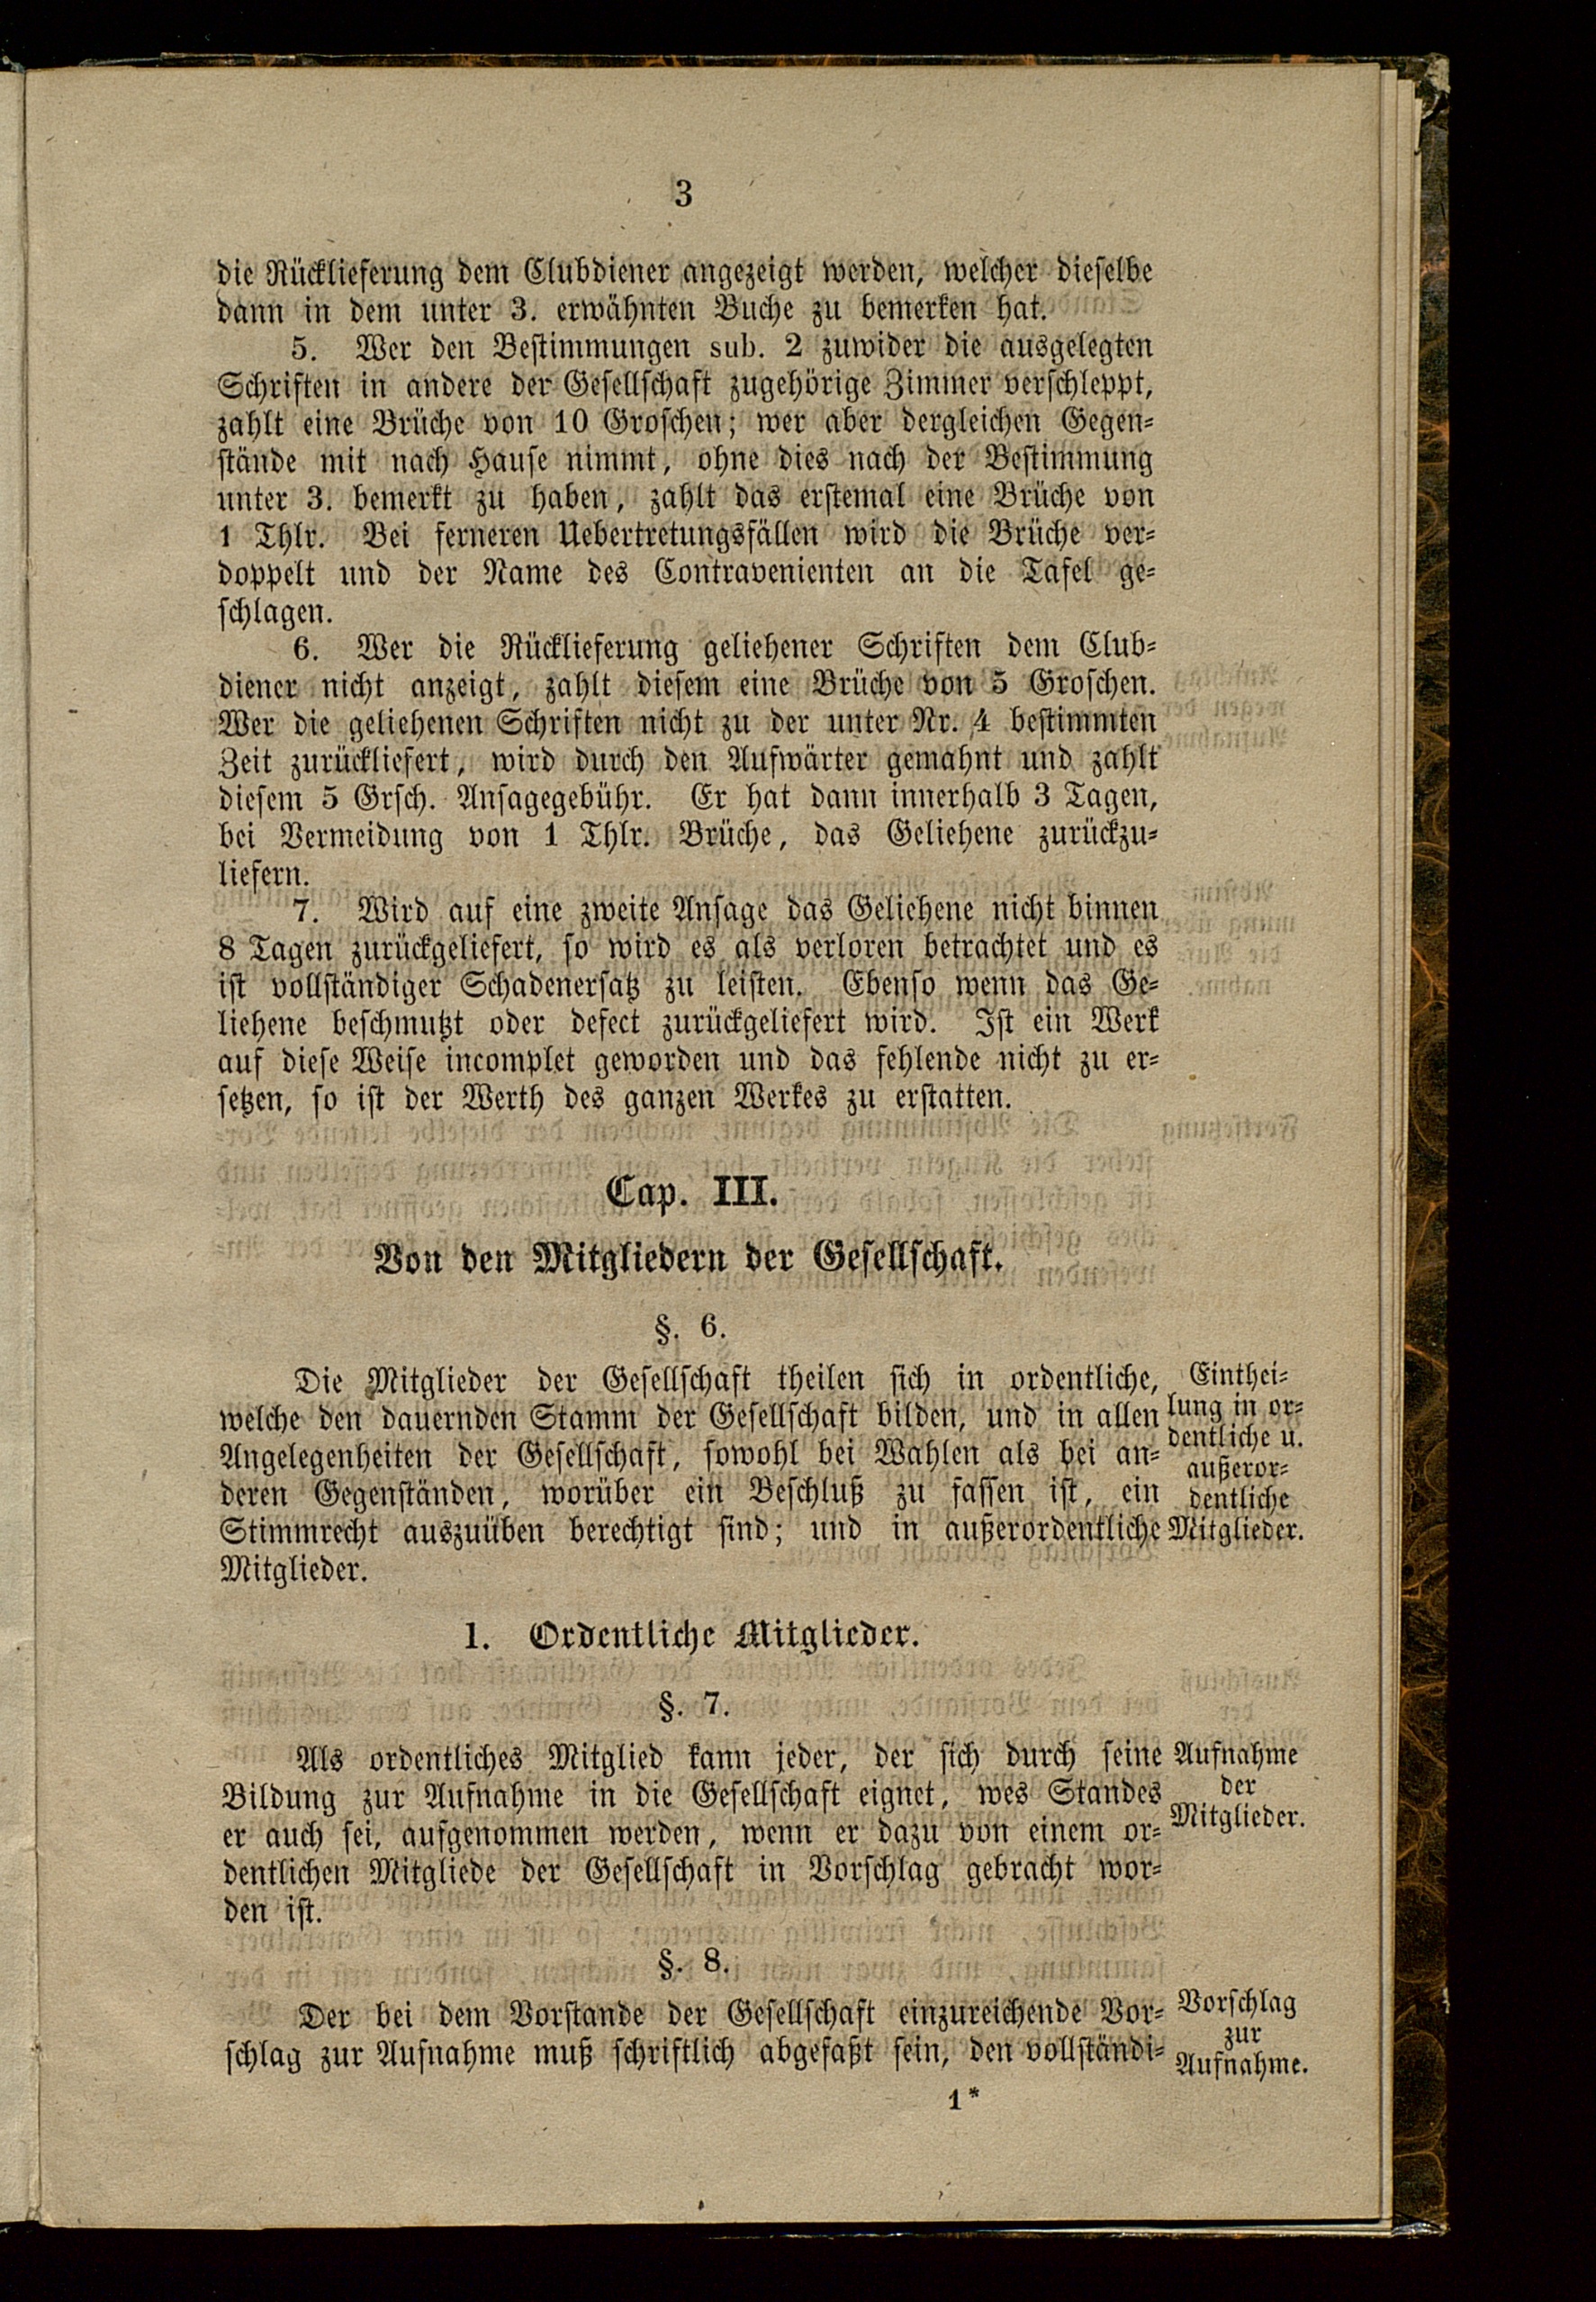 3
die Rücklieferung dem Clubdiener angezeigt werden, welcher dieselbe
dann in dem unter 3. erwähnten Buche zu bemerken hat.
5. Wer den Bestimmungen sub. 2 zuwider die ausgelegten
Schriften in andere der Gesellschaft zugehörige Zimmer verschleppt,
zahlt eine Brüche von 10 Groschen; wer aber dergleichen Gegen-
stände mit nach Hause nimmt, ohne dies nach der Bestimmung
unter 3. bemerkt zu haben, zahlt das erstemal eine Brüche von
1 Thlr. Bei ferneren Uebertretungsfällen wird die Brüche ver-
doppelt und der Name des Contravenienten an die Tafel ge-
schlagen.
6. Wer die Rücklieferung geliehener Schriften dem Club-
diener nicht anzeigt, zahlt diesem eine Brüche von 5 Groschen.
Wer die geliehenen Schriften nicht zu der unter Nr. 4 bestimmten
Zeit zurückliefert, wird durch den Aufwärter gemahnt und zahlt
diesem 5 Grsch. Ansagegebühr. Er hat dann innerhalb 3 Tagen,
bei Vermeidung von 1 Thlr. Brüche, das Geliehene zurückzu-
liefern.
7. Wird auf eine zweite Ansage das Geliehene nicht binnen
8 Tagen zurückgeliefert, so wird es als verloren betrachtet und es
ist vollständiger Schadenersatz zu leisten. Ebenso wenn das Ge-
liehene beschmutzt oder defect zurückgeliefert wird. Ist ein Werk
auf diese Weise incomplet geworden und das fehlende nicht zu er-
setzen, so ist der Werth des ganzen Werkes zu erstatten.
Cap. III.
Von den Mitgliedern der Gesellschaft.
§. 6.
Die Mitglieder der Gesellschaft theilen sich in ordentliche,
welche den dauernden Stamm der Gesellschaft bilden, und in allen
Angelegenheiten der Gesellschaft, sowohl bei Wahlen als bei an-
deren Gegenständen, worüber ein Beschluß zu fassen ist, ein
Stimmrecht auszuüben berechtigt sind; und in außerordentliche
Mitglieder.
Einthei-
lung in or-
dentliche u.
außeror-
dentliche
Mitglieder.
1. Ordentliche Mitglieder.
§. 7.
Als ordentliches Mitglied kann jeder, der sich durch seine
Bildung zur Aufnahme in die Gesellschaft eignet, wes Standes
er auch sei, aufgenommen werden, wenn er dazu von einem or-
dentlichen Mitgliede der Gesellschaft in Vorschlag gebracht wor-
den ist.
Aufnahme
der
Mitglieder.
§. 8.
Der bei dem Vorstande der Gesellschaft einzureichende Vor-
schlag zur Aufnahme muß schriftlich abgefaßt sein, den vollständi-
Vorschlag
zur
Aufnahme.
1*